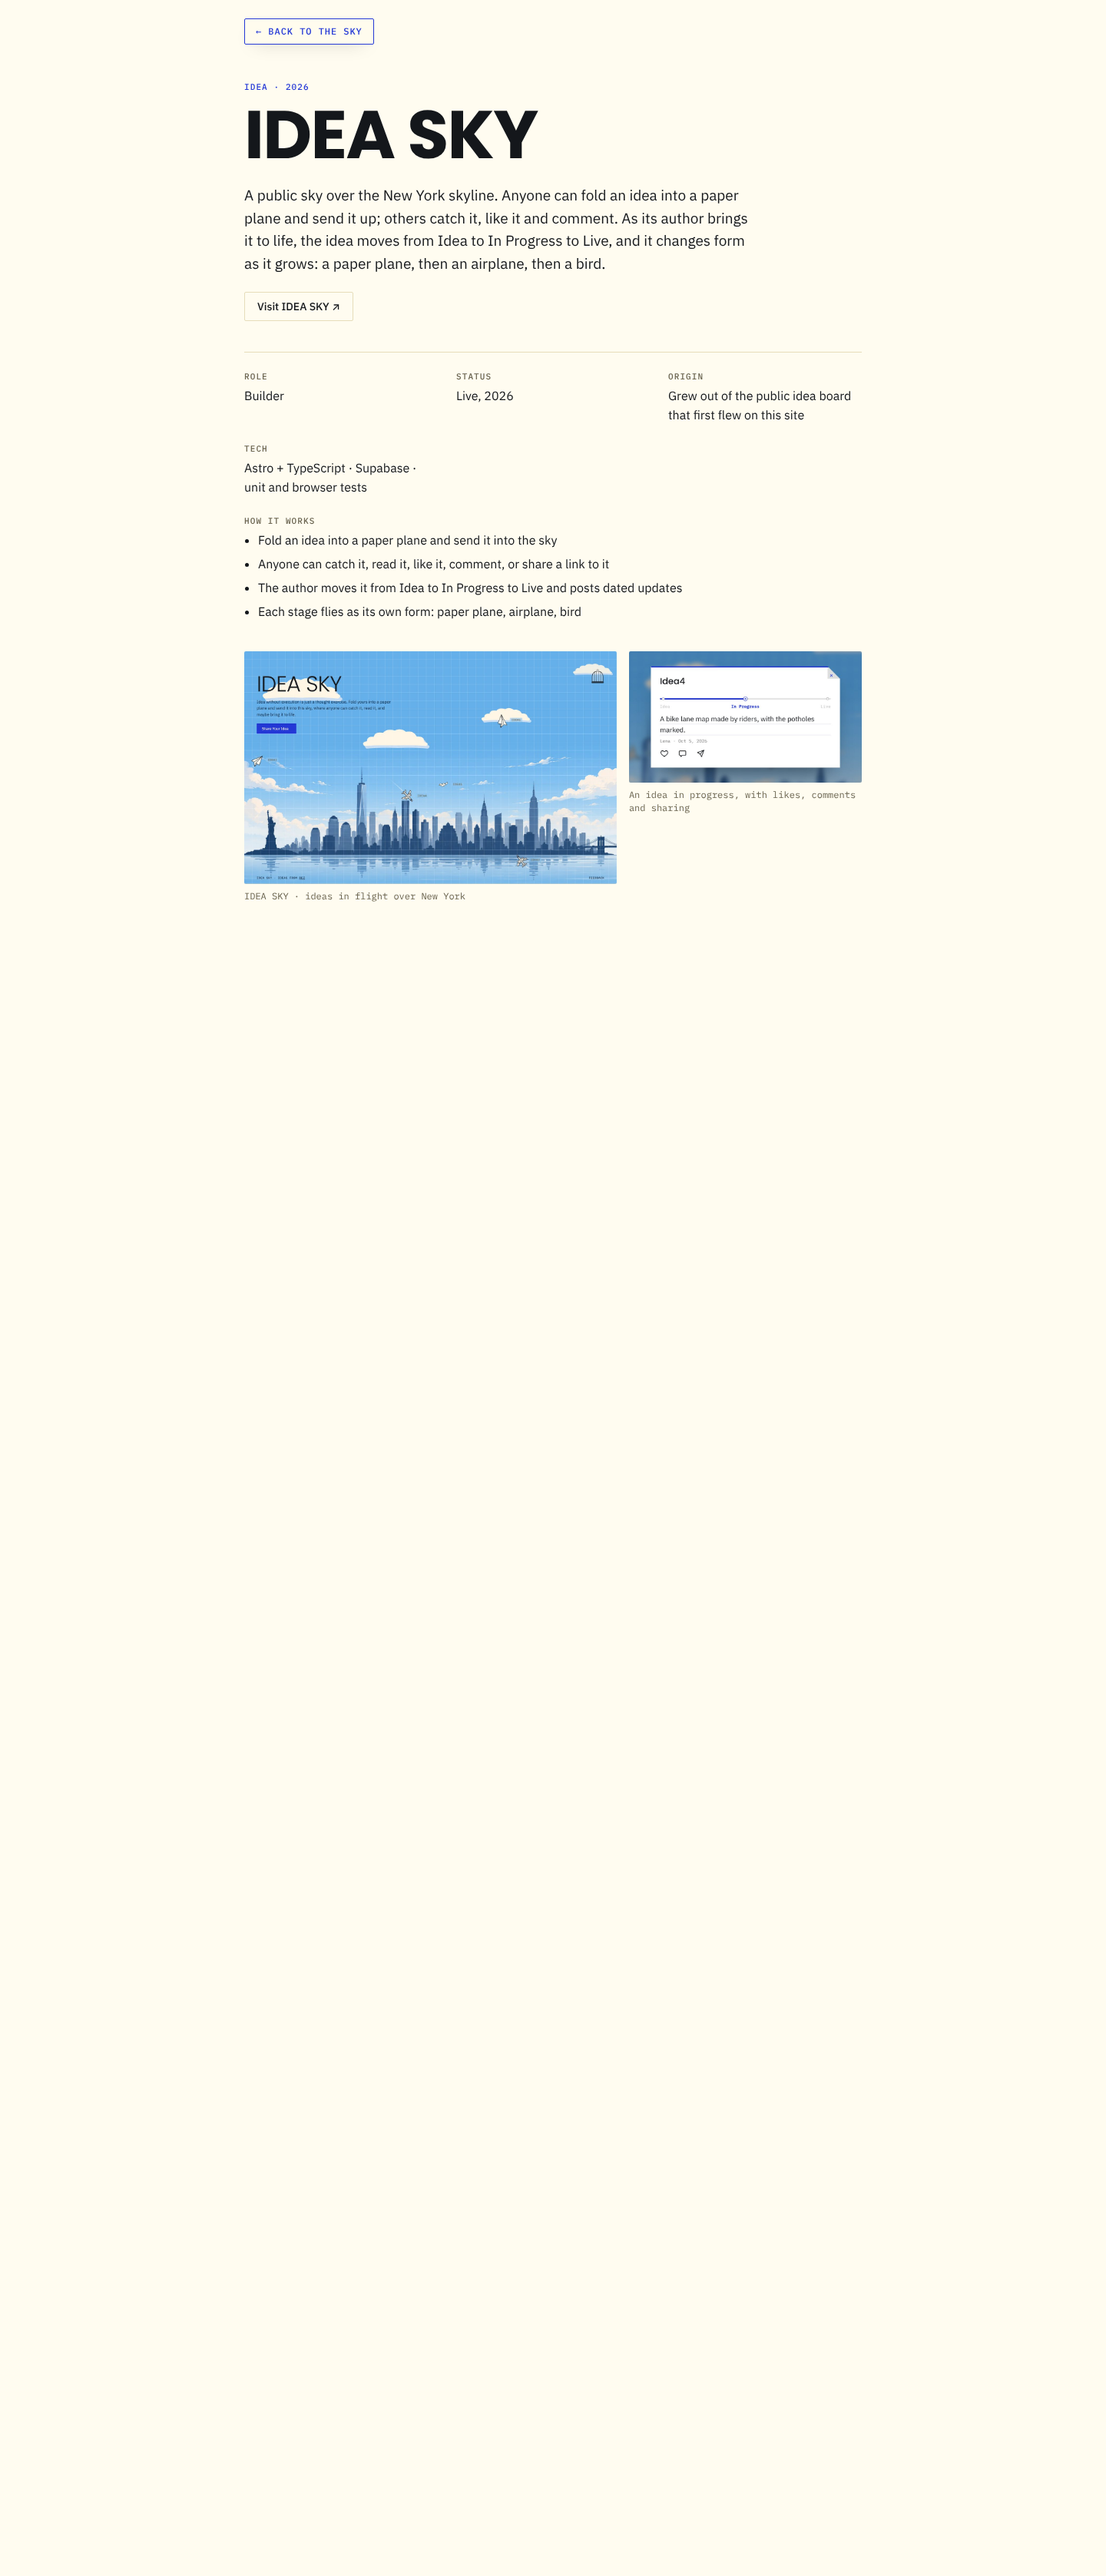 ← BACK TO THE SKY
IDEA · 2026
IDEA SKY
A public sky over the New York skyline. Anyone can fold an idea into a paper
plane and send it up; others catch it, like it and comment. As its author brings
it to life, the idea moves from Idea to In Progress to Live, and it changes form
as it grows: a paper plane, then an airplane, then a bird.
Visit IDEA SKY ↗
ROLE
Builder
STATUS
Live, 2026
ORIGIN
Grew out of the public idea board
that first flew on this site
TECH
Astro + TypeScript · Supabase ·
unit and browser tests
HOW IT WORKS
• Fold an idea into a paper plane and send it into the sky
• Anyone can catch it, read it, like it, comment, or share a link to it
• The author moves it from Idea to In Progress to Live and posts dated updates
• Each stage flies as its own form: paper plane, airplane, bird
IDEA SKY
IDEA SKY · ideas in flight over New York
Idea4
In Progress
A bike lane map made by riders, with the potholes
marked.
An idea in progress, with likes, comments
and sharing